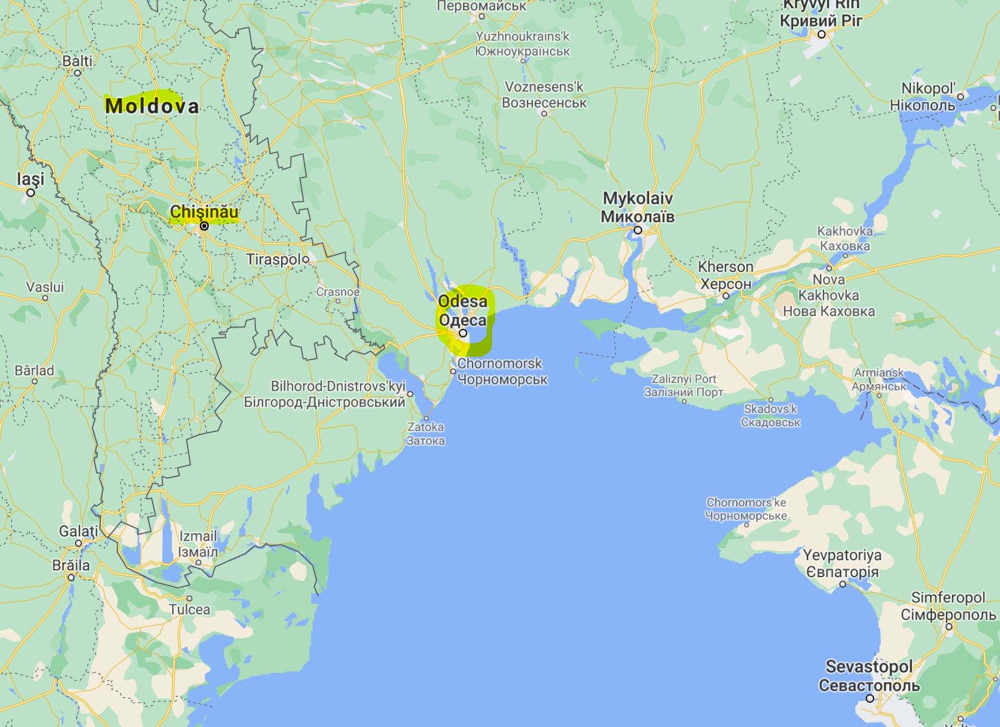 Первомайськ
Kryvyi Rih
Кривий Ріг
Yuzhnoukrains'k
Южноукраїнськ
Balti
Voznesens'k
Вознесенськ
Nikopol'
Нікополь
Moldova
Iaşi
Mykolaiv
Миколаїв
Chişinău
Kakhovka
Каховка
Tiraspol
Kherson
Херсон
Vaslui
Crasnoe
Nova
Kakhovka
Нова Каховка
Odesa
Одеса
Bârlad
Chornomorsk
Чорноморськ
Zaliznyi Port
Залізний Порт
Armiansk
Армянськ
Bilhorod-Dnistrovs'kyi
Білгород-Дністровський
Skadovs'k
Скадовськ
Zatoka
Затока
Chornomors'ke
Чорноморське
Galaţi
Izmail
Ізмаїл
Yevpatoriya
Євпаторія
Brăila
Tulcea
Simferopol
Сімферополь
Sevastopol
Севастополь